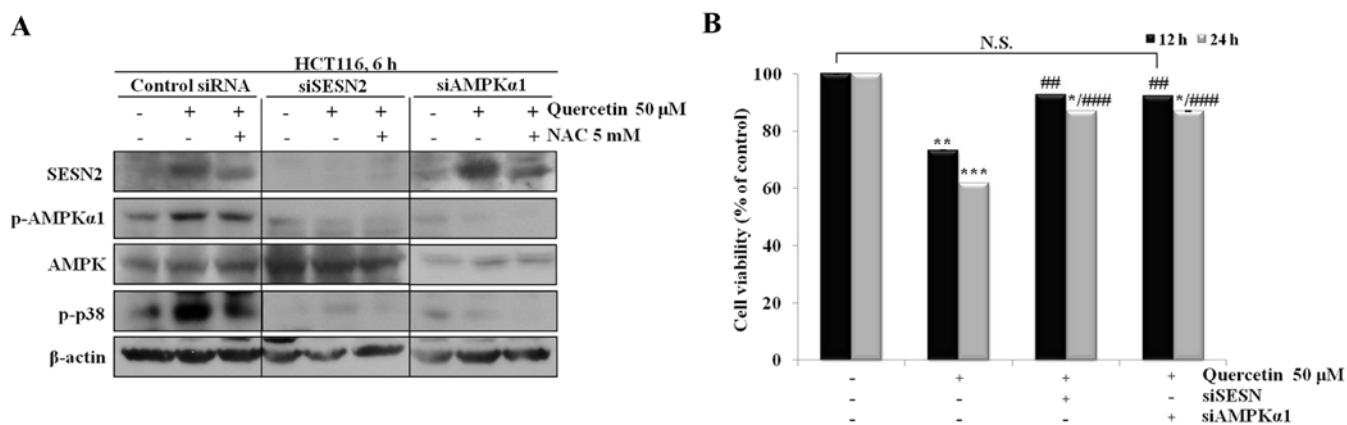 A
HCT116, 6 h
Control siRNA siSESN2 siAMPKα1
- + + - + + - + + Quercetin 50 μM
- - + - - + - - + NAC 5 mM
SESN2
p-AMPKα1
AMPK
p-p38
β-actin
B
N.S.
12 h 24 h
Cell viability (% of control)
100
80
60
40
20
0
** *** ## */### ## */###
- + + + Quercetin 50 μM
- - + - siSESN
- - - + siAMPKα1